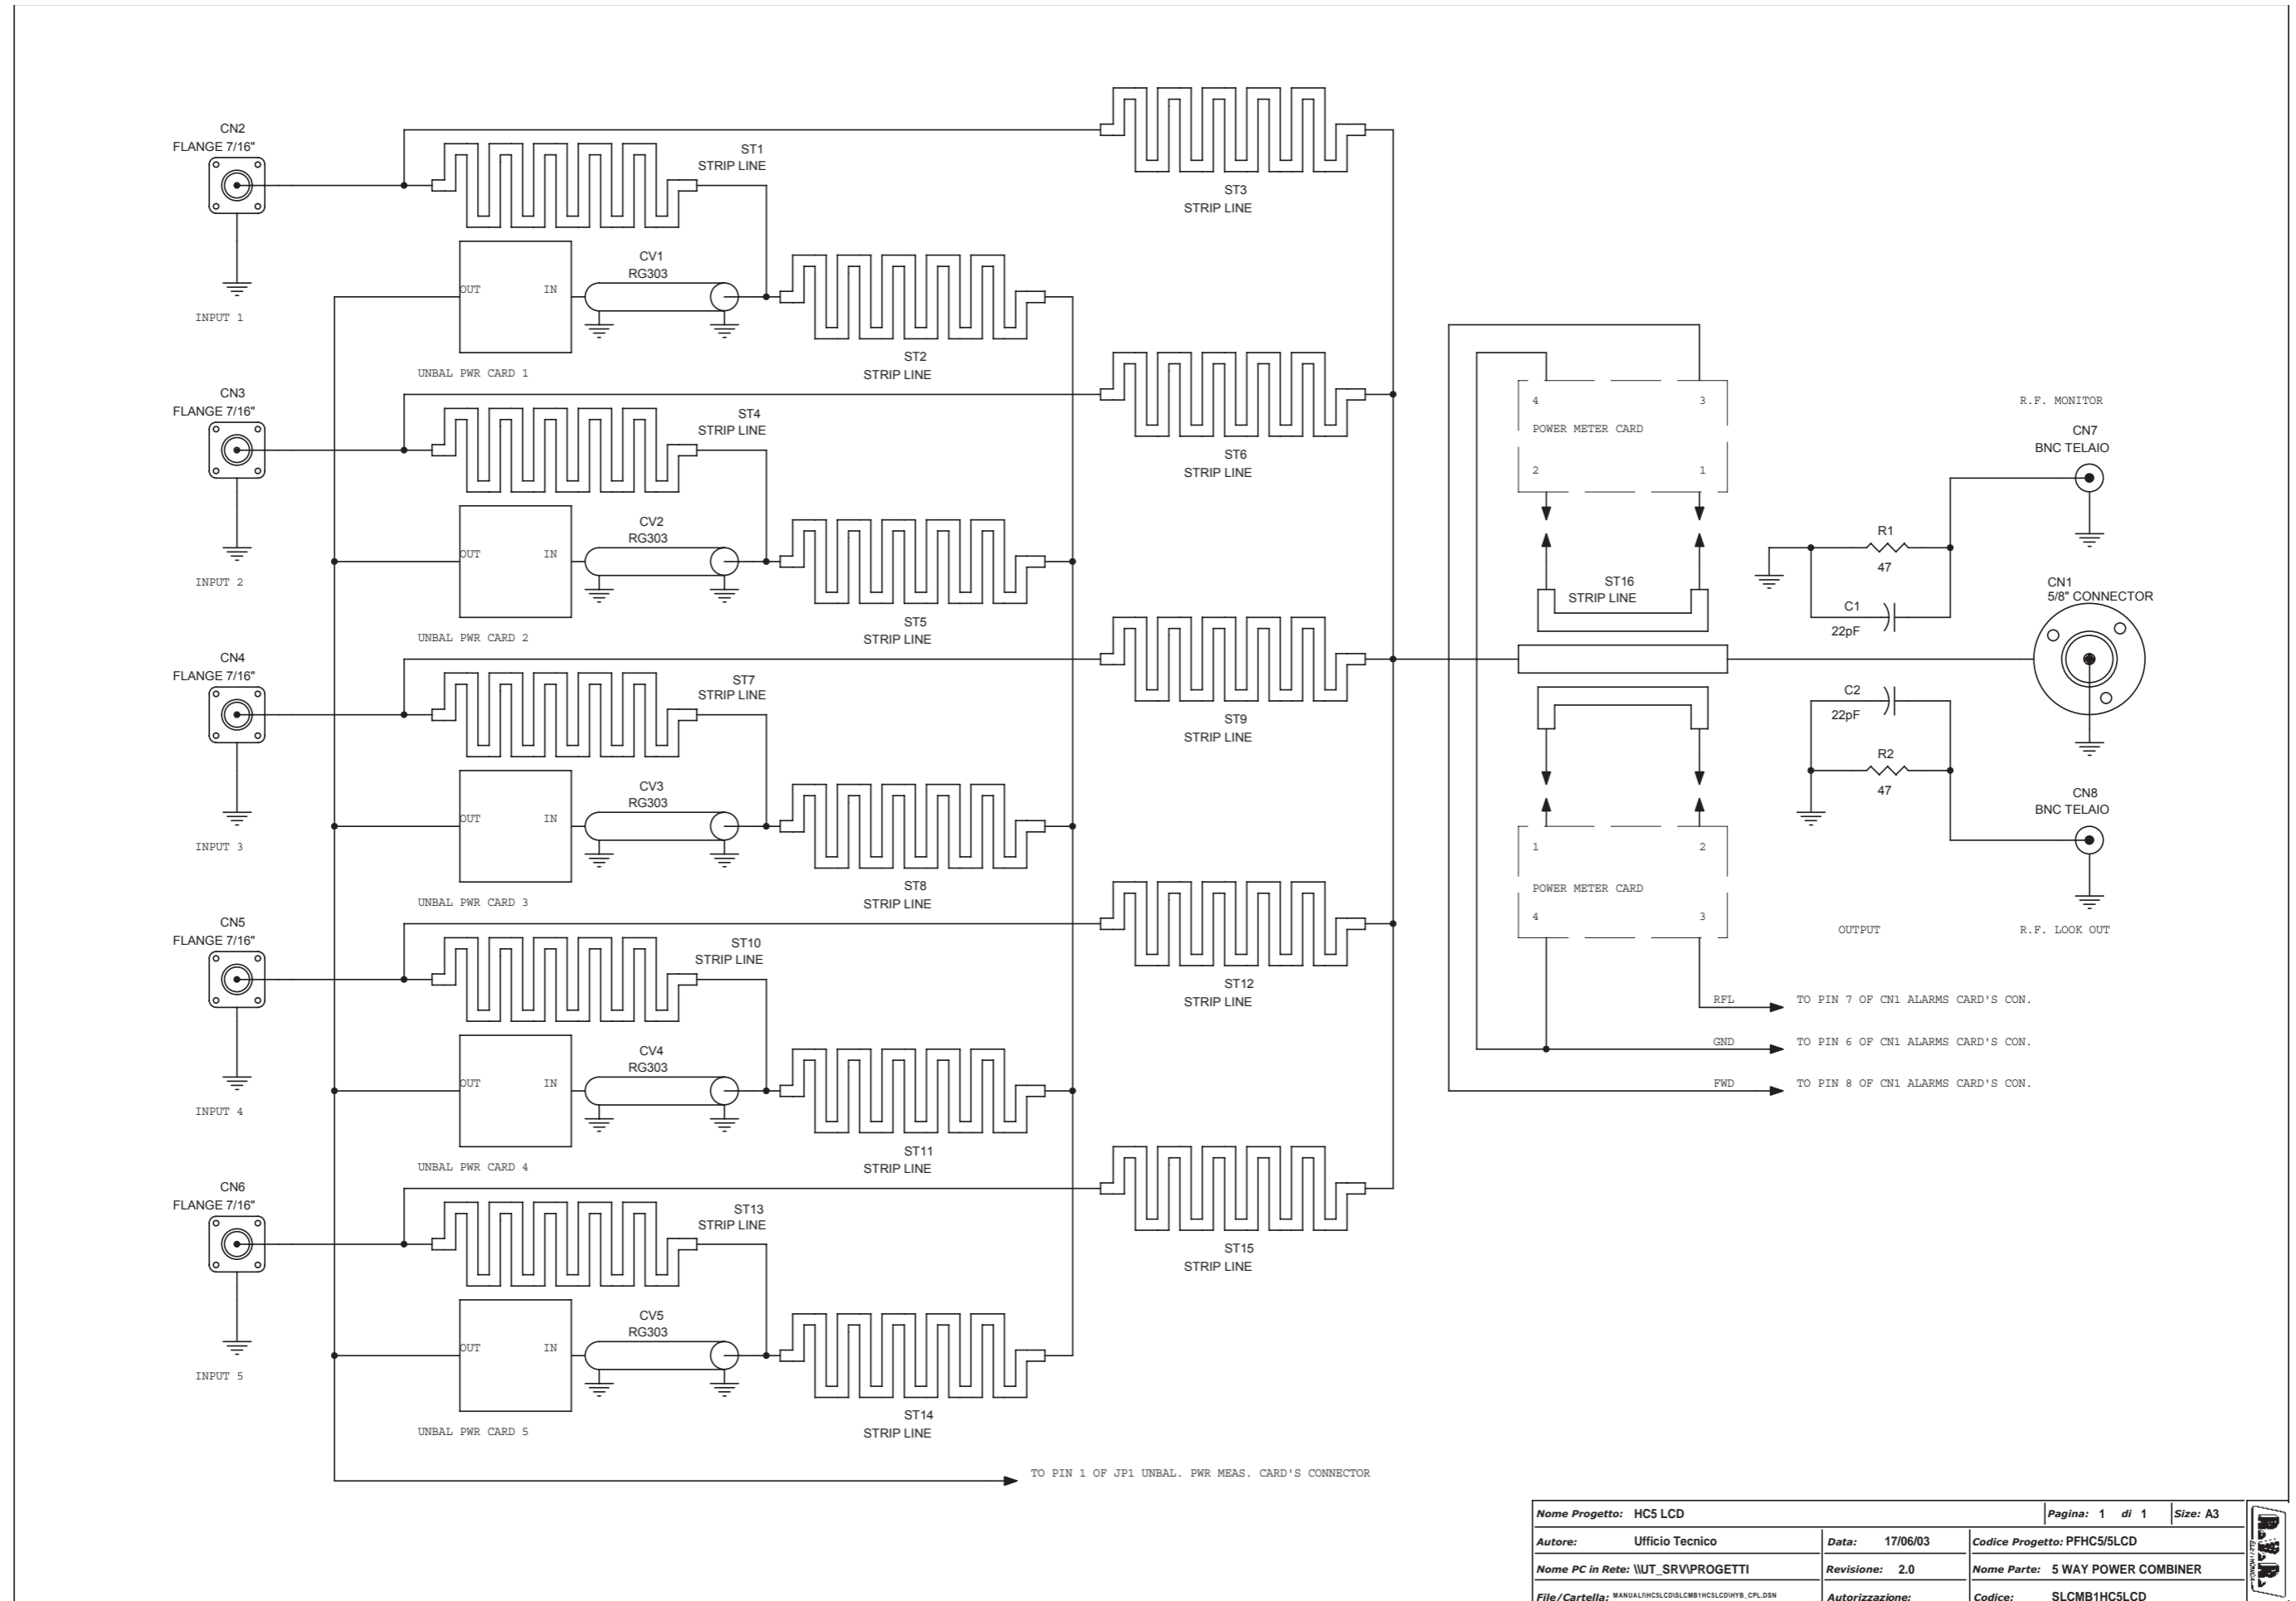 CN2
FLANGE 7/16"
INPUT 1
ST1
STRIP LINE
ST3
STRIP LINE
CV1
RG303
OUT IN
UNBAL PWR CARD 1
ST2
STRIP LINE
CN3
FLANGE 7/16"
INPUT 2
ST4
STRIP LINE
ST6
STRIP LINE
CV2
RG303
OUT IN
UNBAL PWR CARD 2
ST5
STRIP LINE
CN4
FLANGE 7/16"
INPUT 3
ST7
STRIP LINE
ST9
STRIP LINE
CV3
RG303
OUT IN
UNBAL PWR CARD 3
ST8
STRIP LINE
CN5
FLANGE 7/16"
INPUT 4
ST10
STRIP LINE
ST12
STRIP LINE
CV4
RG303
OUT IN
UNBAL PWR CARD 4
ST11
STRIP LINE
CN6
FLANGE 7/16"
INPUT 5
ST13
STRIP LINE
ST15
STRIP LINE
CV5
RG303
OUT IN
UNBAL PWR CARD 5
ST14
STRIP LINE
TO PIN 1 OF JP1 UNBAL. PWR MEAS. CARD'S CONNECTOR
4 3
POWER METER CARD
2 1
ST16
STRIP LINE
1 2
POWER METER CARD
4 3
R.F. MONITOR
CN7
BNC TELAIO
R1
47
C1
22pF
CN1
5/8" CONNECTOR
C2
22pF
R2
47
CN8
BNC TELAIO
OUTPUT
R.F. LOOK OUT
RFL TO PIN 7 OF CN1 ALARMS CARD'S CON.
GND TO PIN 6 OF CN1 ALARMS CARD'S CON.
FWD TO PIN 8 OF CN1 ALARMS CARD'S CON.
Nome Progetto: HC5 LCD Pagina: 1 di 1 Size: A3
Autore: Ufficio Tecnico Data: 17/06/03 Codice Progetto: PFHC5/5LCD
Nome PC in Rete: \\UT_SRV\PROGETTI Revisione: 2.0 Nome Parte: 5 WAY POWER COMBINER
File/Cartella: MANUALI\HC5LCD\SLCMB1HC5LCD\HYB_CPL.DSN Autorizzazione: Codice: SLCMB1HC5LCD
R.V.R.